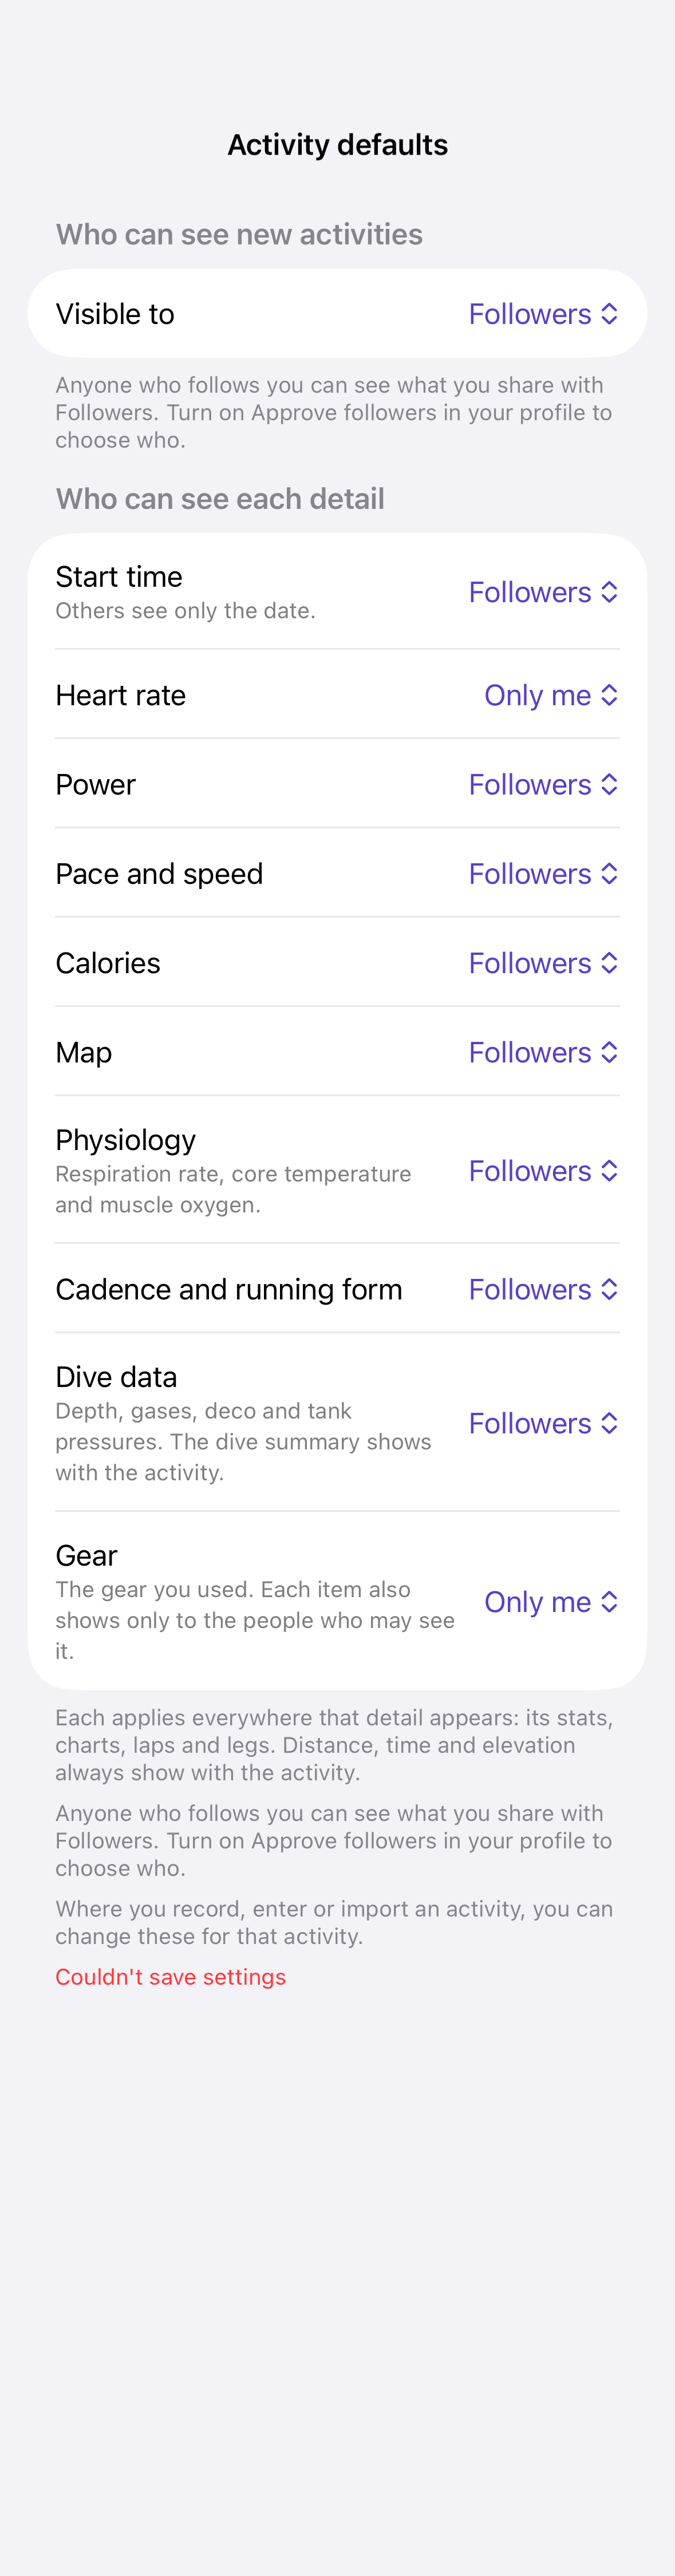 Activity defaults
Who can see new activities
Visible to
Followers
Anyone who follows you can see what you share with
Followers. Turn on Approve followers in your profile to
choose who.
Who can see each detail
Start time
Others see only the date.
Followers
Heart rate
Only me
Power
Followers
Pace and speed
Followers
Calories
Followers
Map
Followers
Physiology
Respiration rate, core temperature
and muscle oxygen.
Followers
Cadence and running form
Followers
Dive data
Depth, gases, deco and tank
pressures. The dive summary shows
with the activity.
Followers
Gear
The gear you used. Each item also
shows only to the people who may see
it.
Only me
Each applies everywhere that detail appears: its stats,
charts, laps and legs. Distance, time and elevation
always show with the activity.
Anyone who follows you can see what you share with
Followers. Turn on Approve followers in your profile to
choose who.
Where you record, enter or import an activity, you can
change these for that activity.
Couldn't save settings